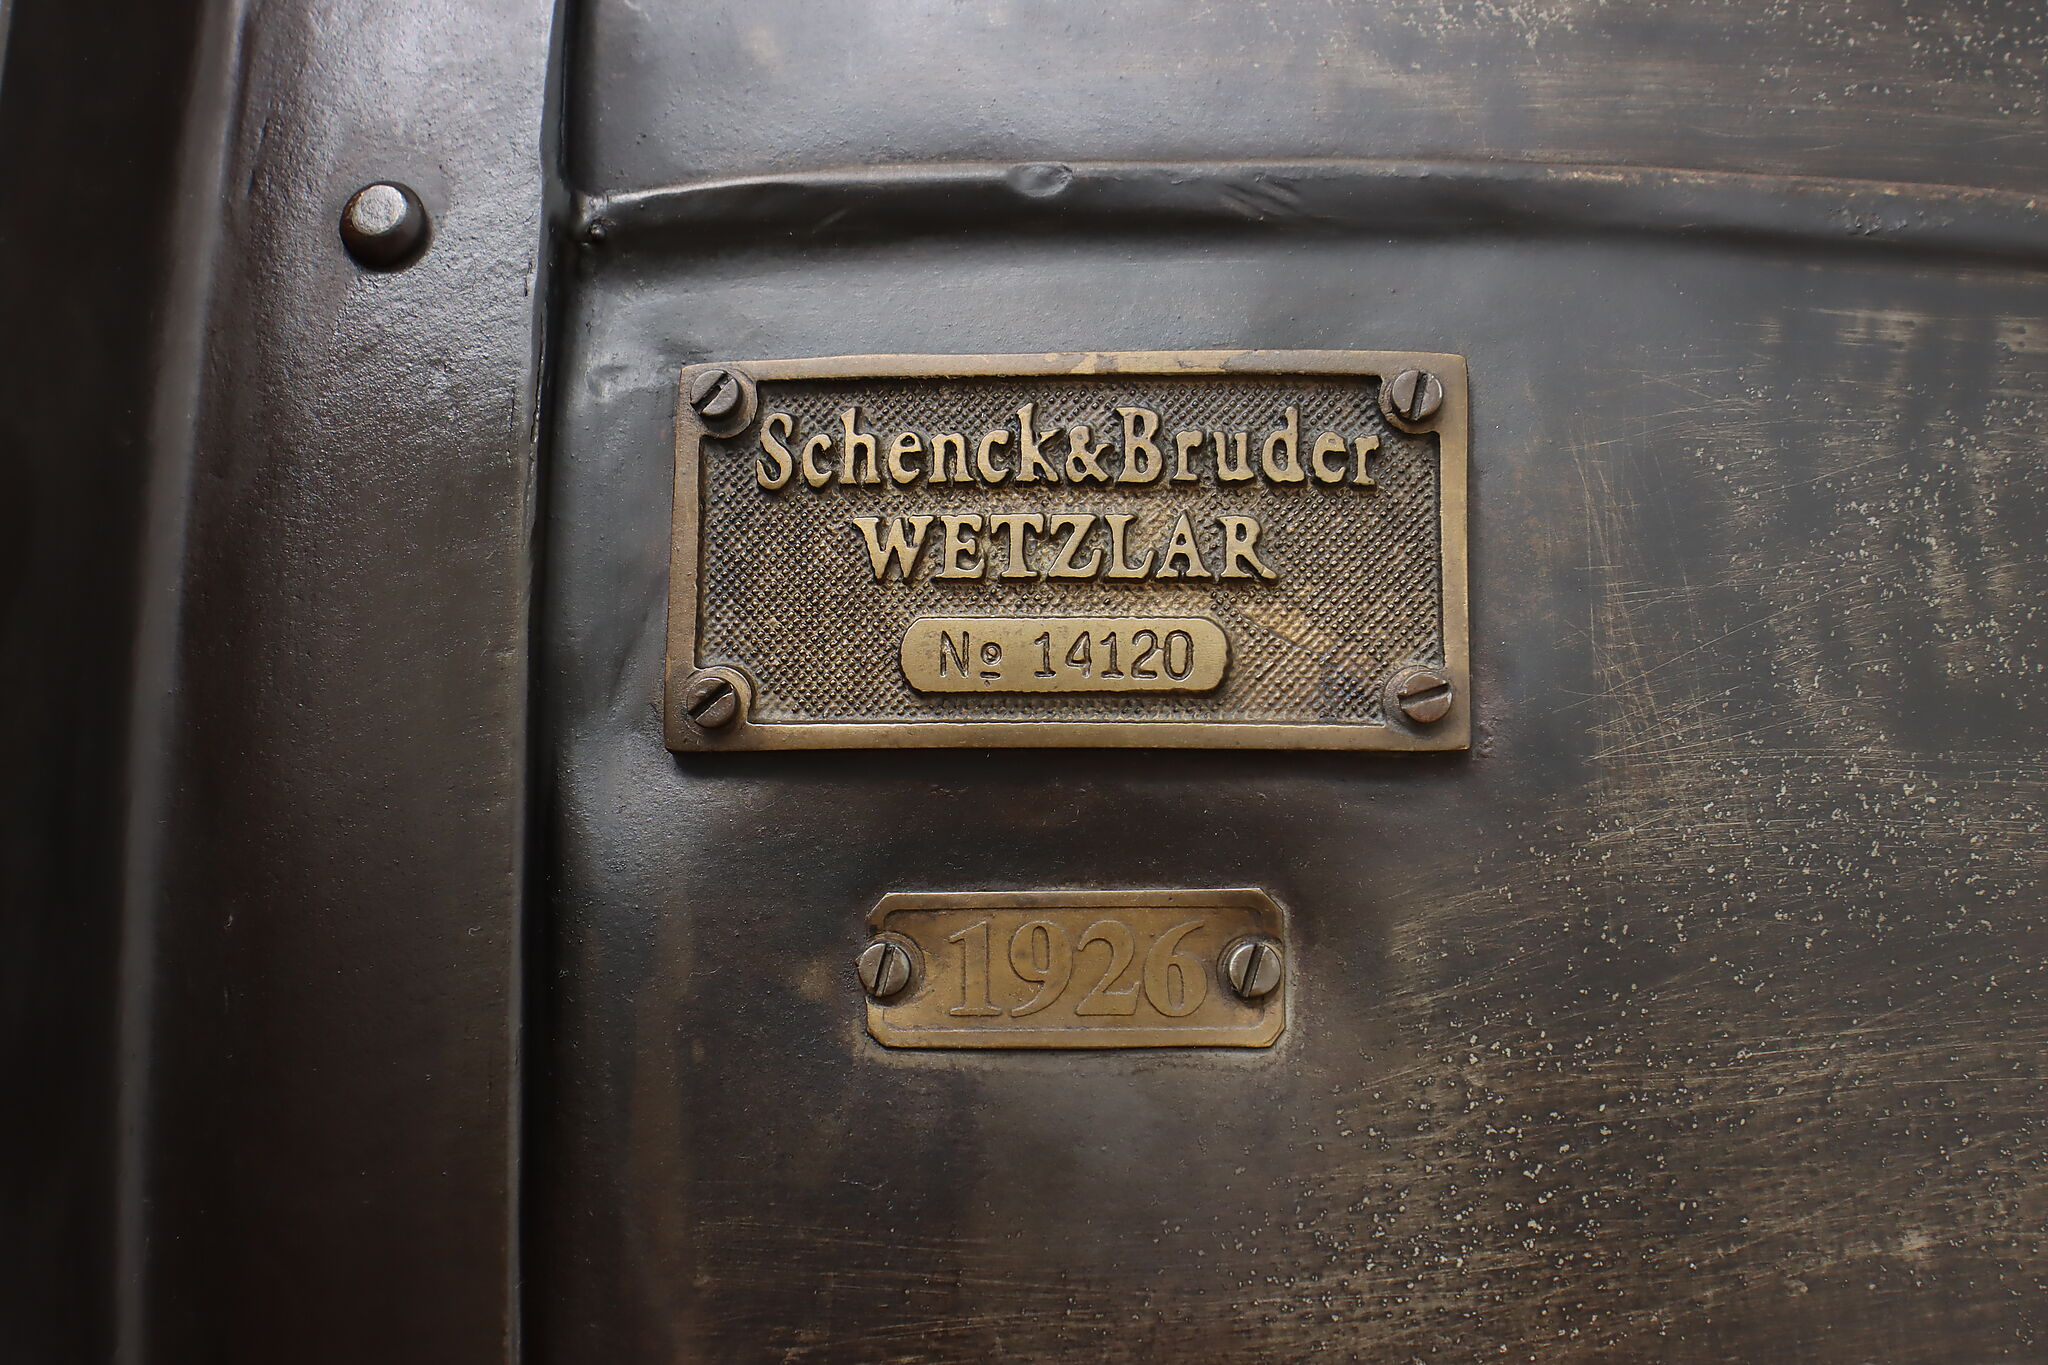 Schenck&Bruder
WETZLAR
№ 14120
1926